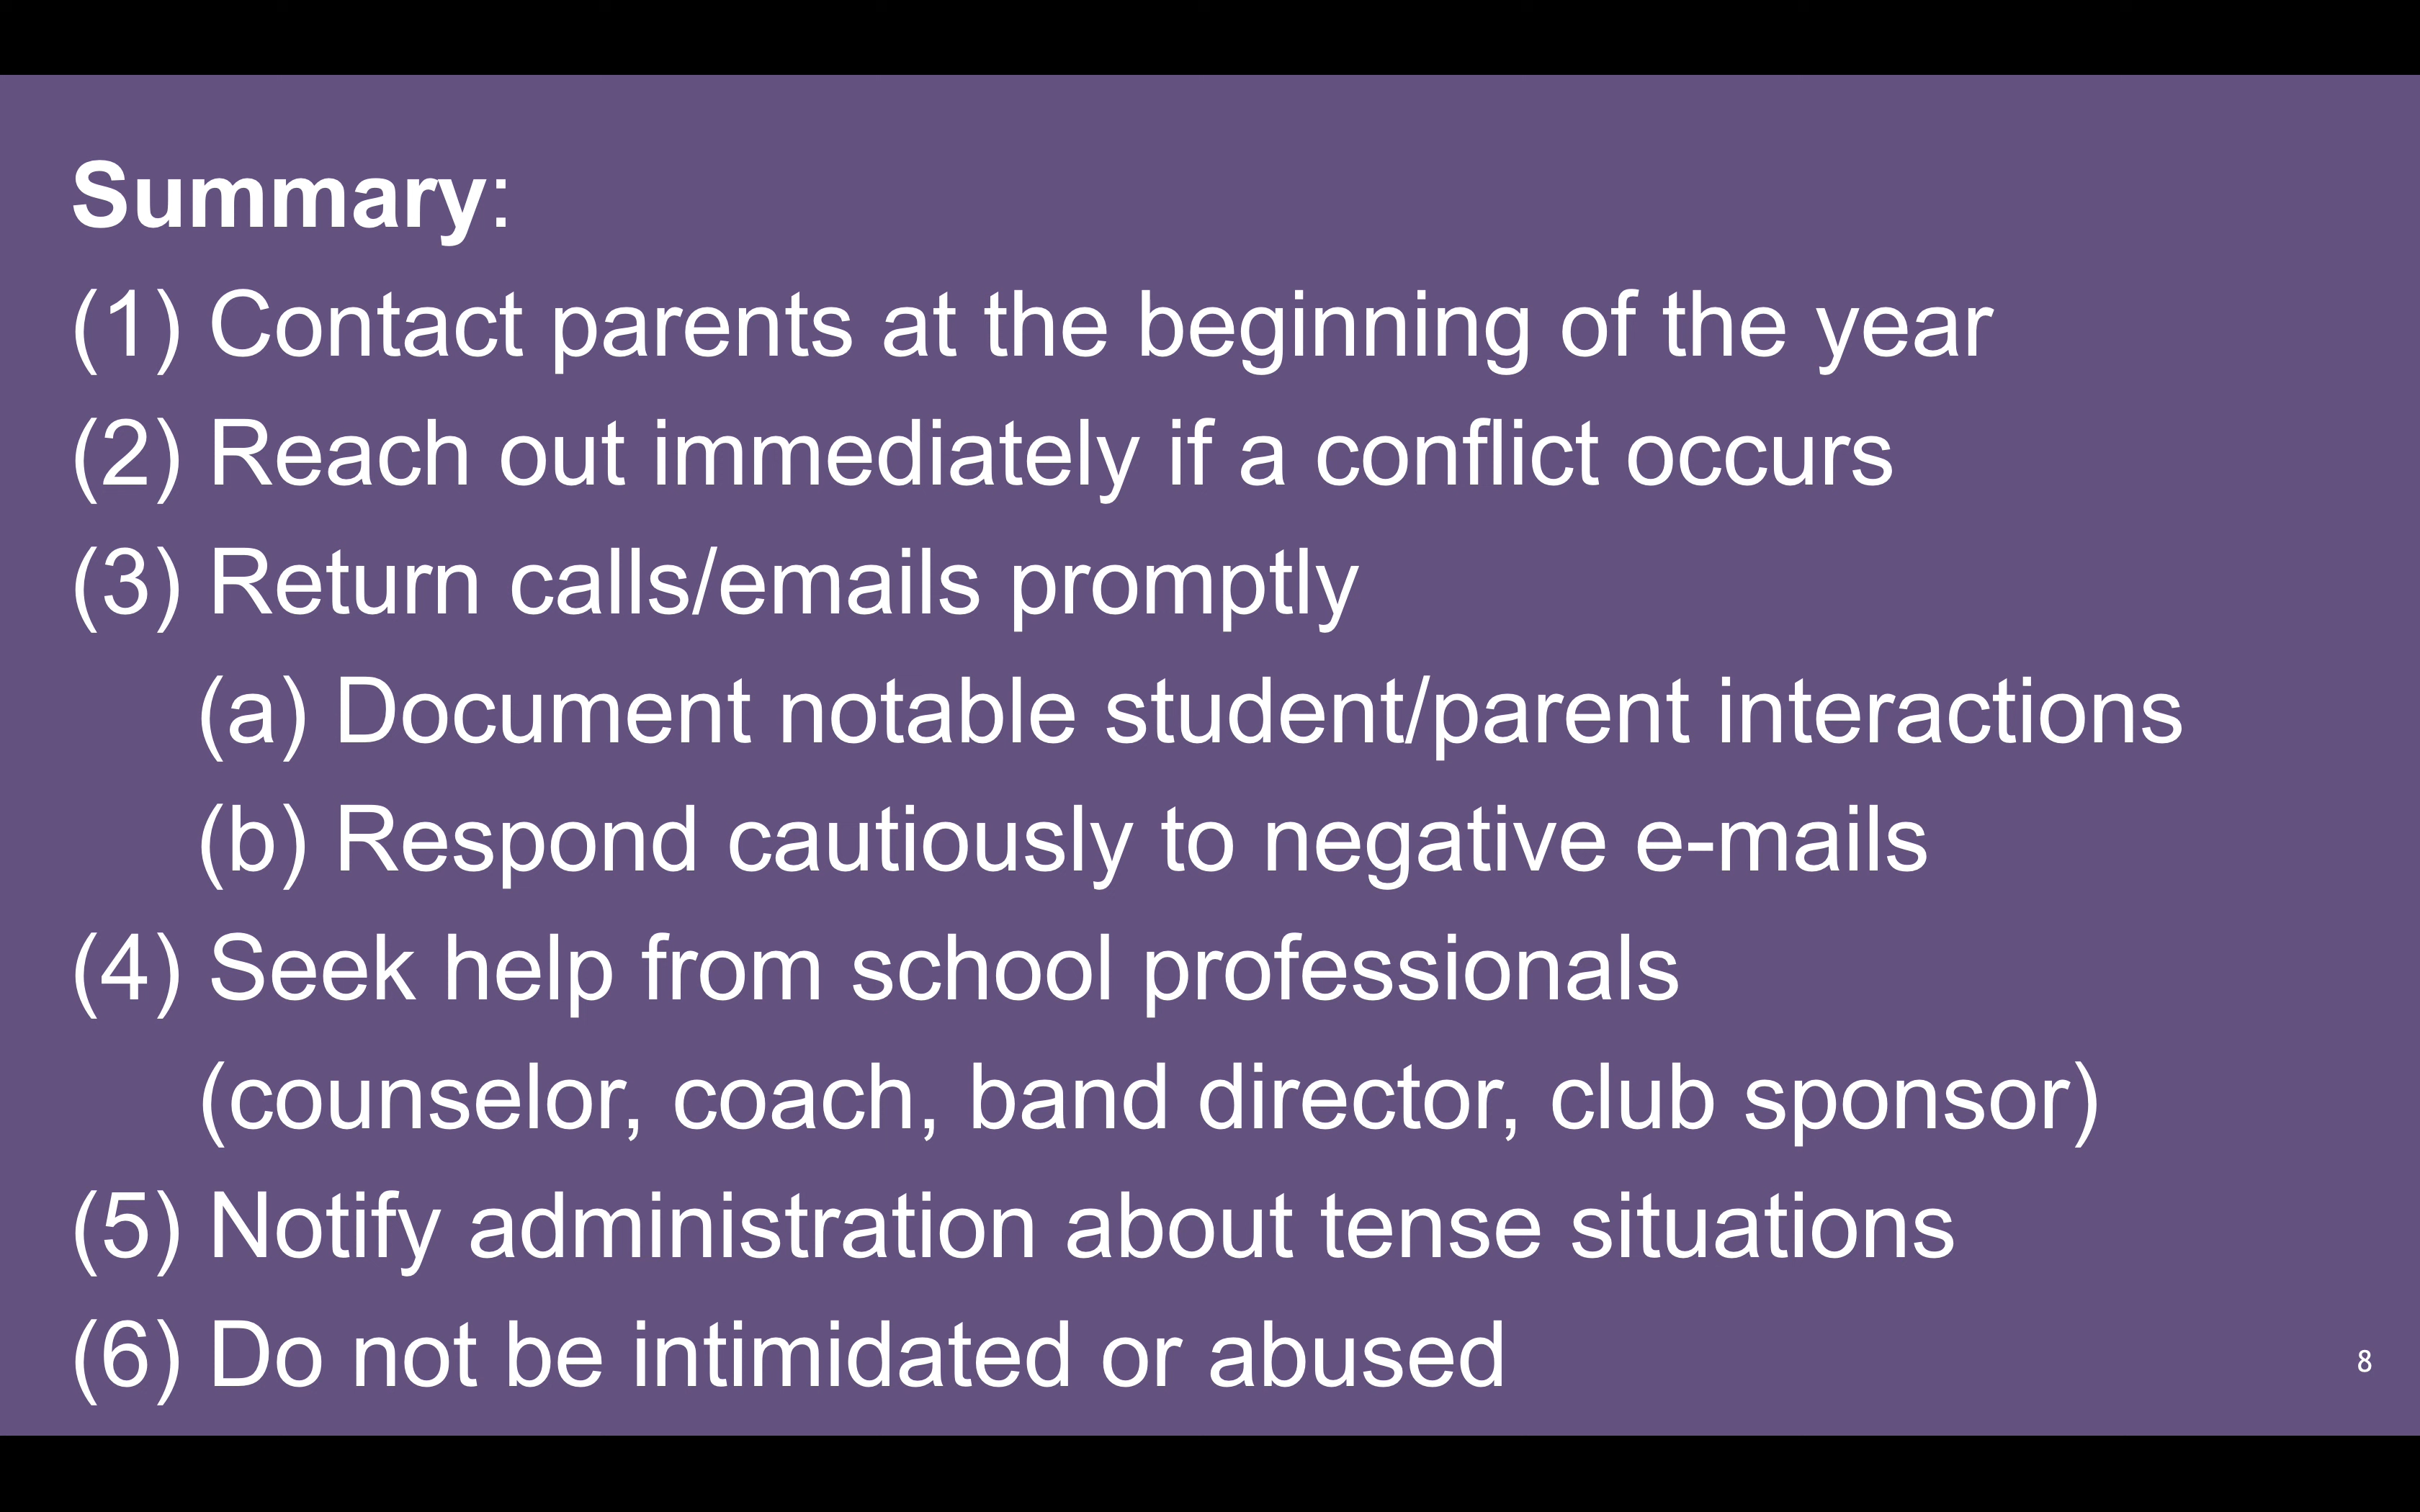 Summary:
(1) Contact parents at the beginning of the year
(2) Reach out immediately if a conflict occurs
(3) Return calls/emails promptly
(a) Document notable student/parent interactions
(b) Respond cautiously to negative e-mails
(4) Seek help from school professionals
(counselor, coach, band director, club sponsor)
(5) Notify administration about tense situations
(6) Do not be intimidated or abused
8